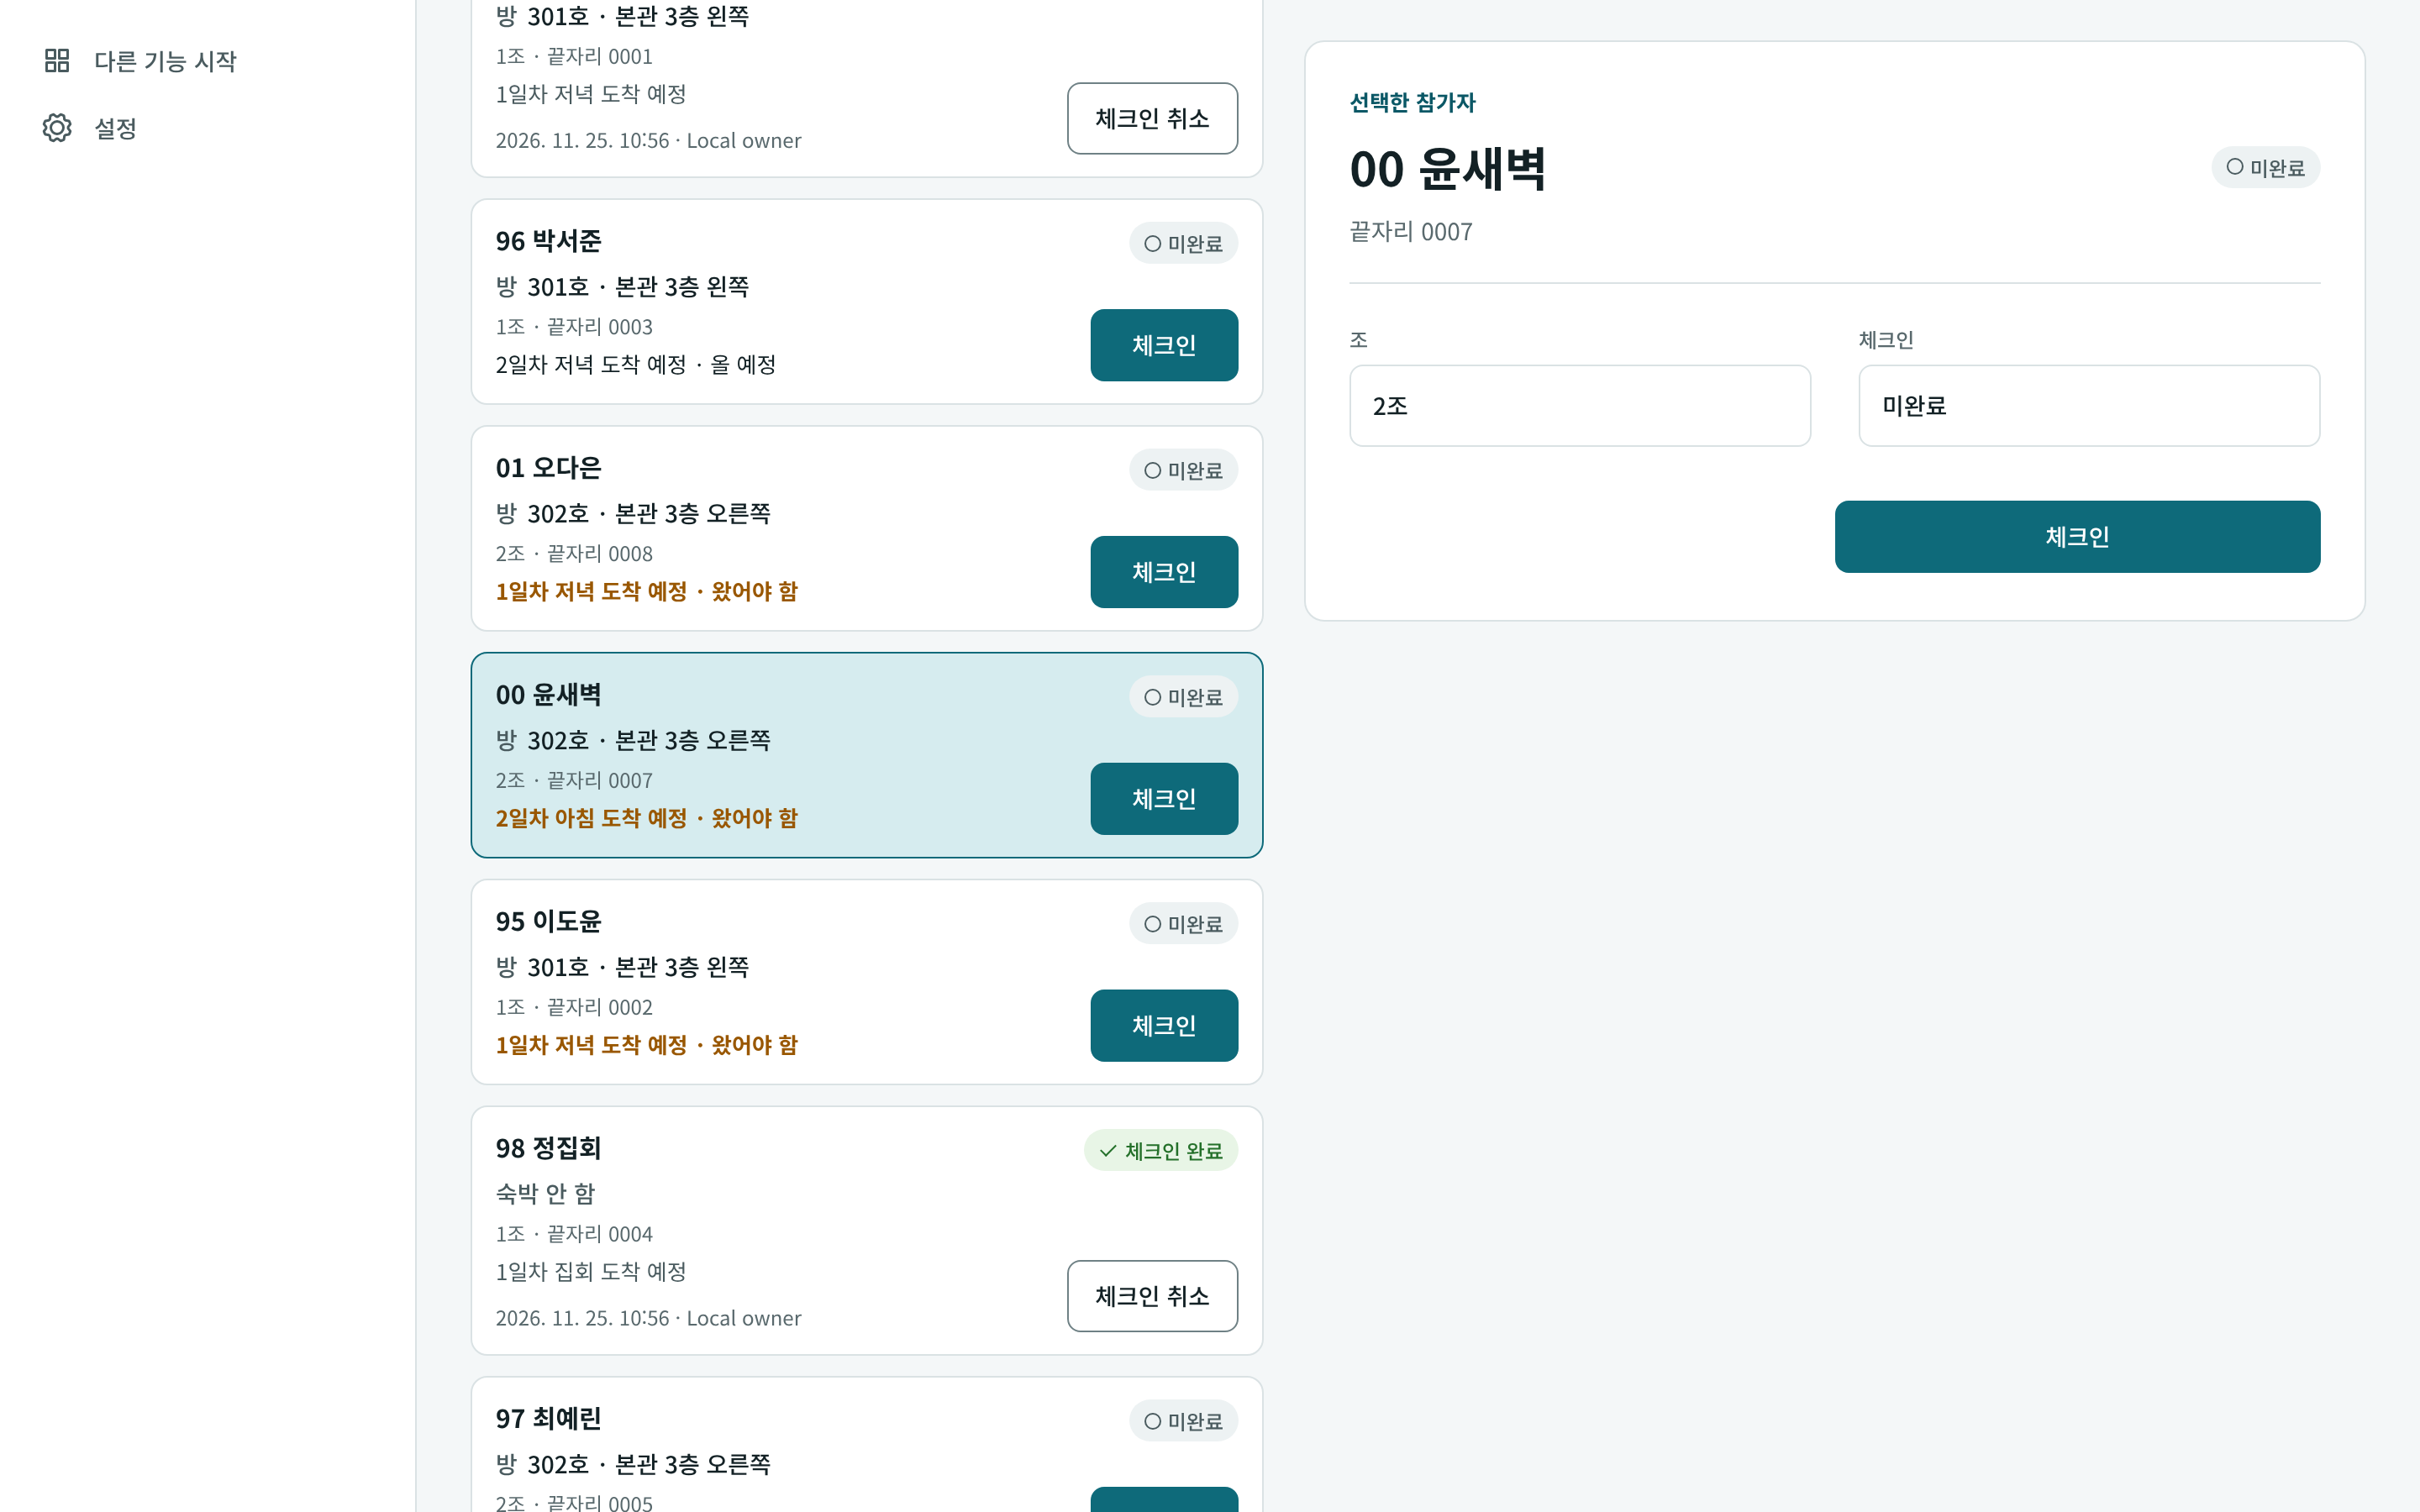 다른 기능 시작
설정
방 301호 · 본관 3층 왼쪽
1조 · 끝자리 0001
1일차 저녁 도착 예정
2026. 11. 25. 10:56 · Local owner
체크인 취소
96 박서준
미완료
방 301호 · 본관 3층 왼쪽
1조 · 끝자리 0003
2일차 저녁 도착 예정 · 올 예정
체크인
01 오다은
미완료
방 302호 · 본관 3층 오른쪽
2조 · 끝자리 0008
1일차 저녁 도착 예정 · 왔어야 함
체크인
00 윤새벽
미완료
방 302호 · 본관 3층 오른쪽
2조 · 끝자리 0007
2일차 아침 도착 예정 · 왔어야 함
체크인
95 이도윤
미완료
방 301호 · 본관 3층 왼쪽
1조 · 끝자리 0002
1일차 저녁 도착 예정 · 왔어야 함
체크인
98 정집회
체크인 완료
숙박 안 함
1조 · 끝자리 0004
1일차 집회 도착 예정
2026. 11. 25. 10:56 · Local owner
체크인 취소
97 최예린
미완료
방 302호 · 본관 3층 오른쪽
2조 · 끝자리 0005
선택한 참가자
00 윤새벽
미완료
끝자리 0007
조
2조
체크인
미완료
체크인